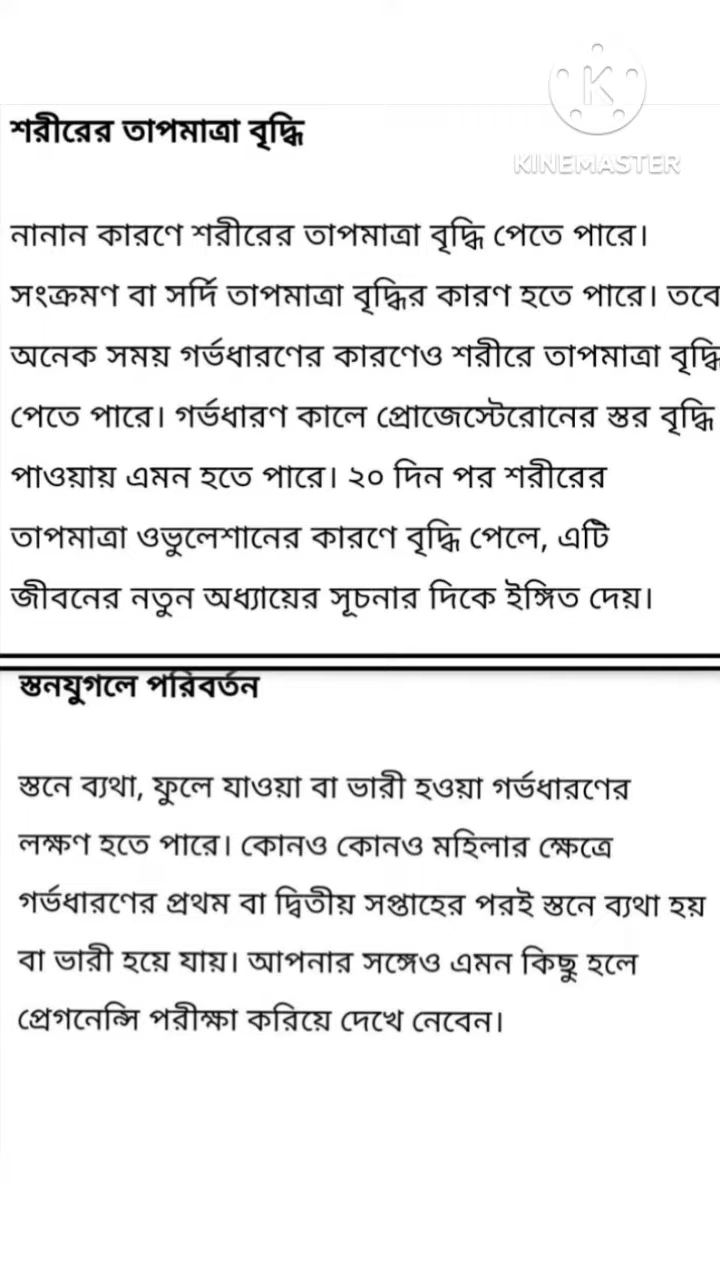 KINEMASTER
শরীরের তাপমাত্রা বৃদ্ধি
নানান কারণে শরীরের তাপমাত্রা বৃদ্ধি পেতে পারে।
সংক্রমণ বা সর্দি তাপমাত্রা বৃদ্ধির কারণ হতে পারে। তবে
অনেক সময় গর্ভধারণের কারণেও শরীরে তাপমাত্রা বৃদ্ধি
পেতে পারে। গর্ভধারণ কালে প্রোজেস্টেরোনের স্তর বৃদ্ধি
পাওয়ায় এমন হতে পারে। ২০ দিন পর শরীরের
তাপমাত্রা ওভুলেশানের কারণে বৃদ্ধি পেলে, এটি
জীবনের নতুন অধ্যায়ের সূচনার দিকে ইঙ্গিত দেয়।
স্তনযুগলে পরিবর্তন
স্তনে ব্যথা, ফুলে যাওয়া বা ভারী হওয়া গর্ভধারণের
লক্ষণ হতে পারে। কোনও কোনও মহিলার ক্ষেত্রে
গর্ভধারণের প্রথম বা দ্বিতীয় সপ্তাহের পরই স্তনে ব্যথা হয়
বা ভারী হয়ে যায়। আপনার সঙ্গেও এমন কিছু হলে
প্রেগনেন্সি পরীক্ষা করিয়ে দেখে নেবেন।